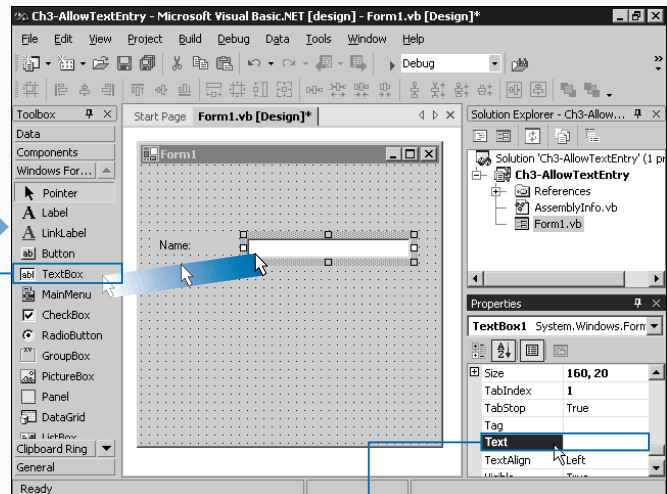 Ch3-AllowTextEntry - Microsoft Visual Basic.NET [design] - Form1.vb [Design]*
File Edit View Project Build Debug Data Tools Window Help
Debug
Toolbox
Data
Components
Windows For...
Pointer
Label
LinkLabel
Button
TextBox
MainMenu
CheckBox
RadioButton
GroupBox
PictureBox
Panel
DataGrid
ListBox
Clipboard Ring
General
Start Page Form1.vb [Design]*
Form1
Name:
Solution Explorer - Ch3-Allow...
Solution 'Ch3-AllowTextEntry' (1 pr
Ch3-AllowTextEntry
References
AssemblyInfo.vb
Form1.vb
Properties
TextBox1 System.Windows.Form
Size 160, 20
TabIndex 1
TabStop True
Tag
Text
TextAlign Left
Visible True
Ready